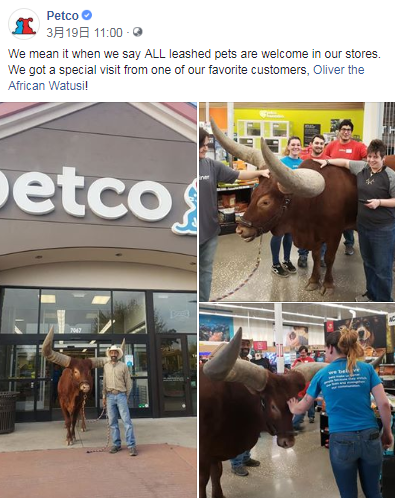 Petco
3月19日 11:00
We mean it when we say ALL leashed pets are welcome in our stores.
We got a special visit from one of our favorite customers, Oliver the
African Watusi!
Petco
7047
we believe